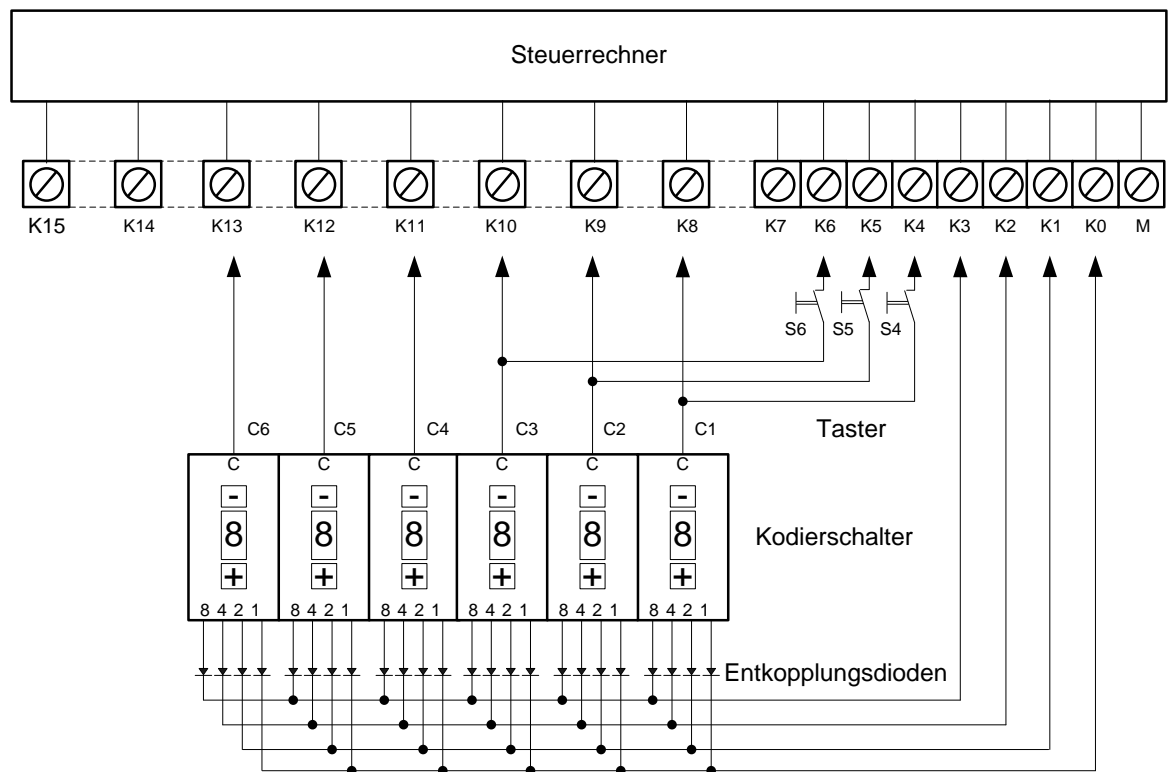 Steuerrechner
K15 K14 K13 K12 K11 K10 K9 K8 K7 K6 K5 K4 K3 K2 K1 K0 M
S6 S5 S4
C6 C5 C4 C3 C2 C1 Taster
C C C C C C
- - - - - -
8 8 8 8 8 8 Kodierschalter
+ + + + + +
8 4 2 1 8 4 2 1 8 4 2 1 8 4 2 1 8 4 2 1 8 4 2 1
Entkopplungsdioden